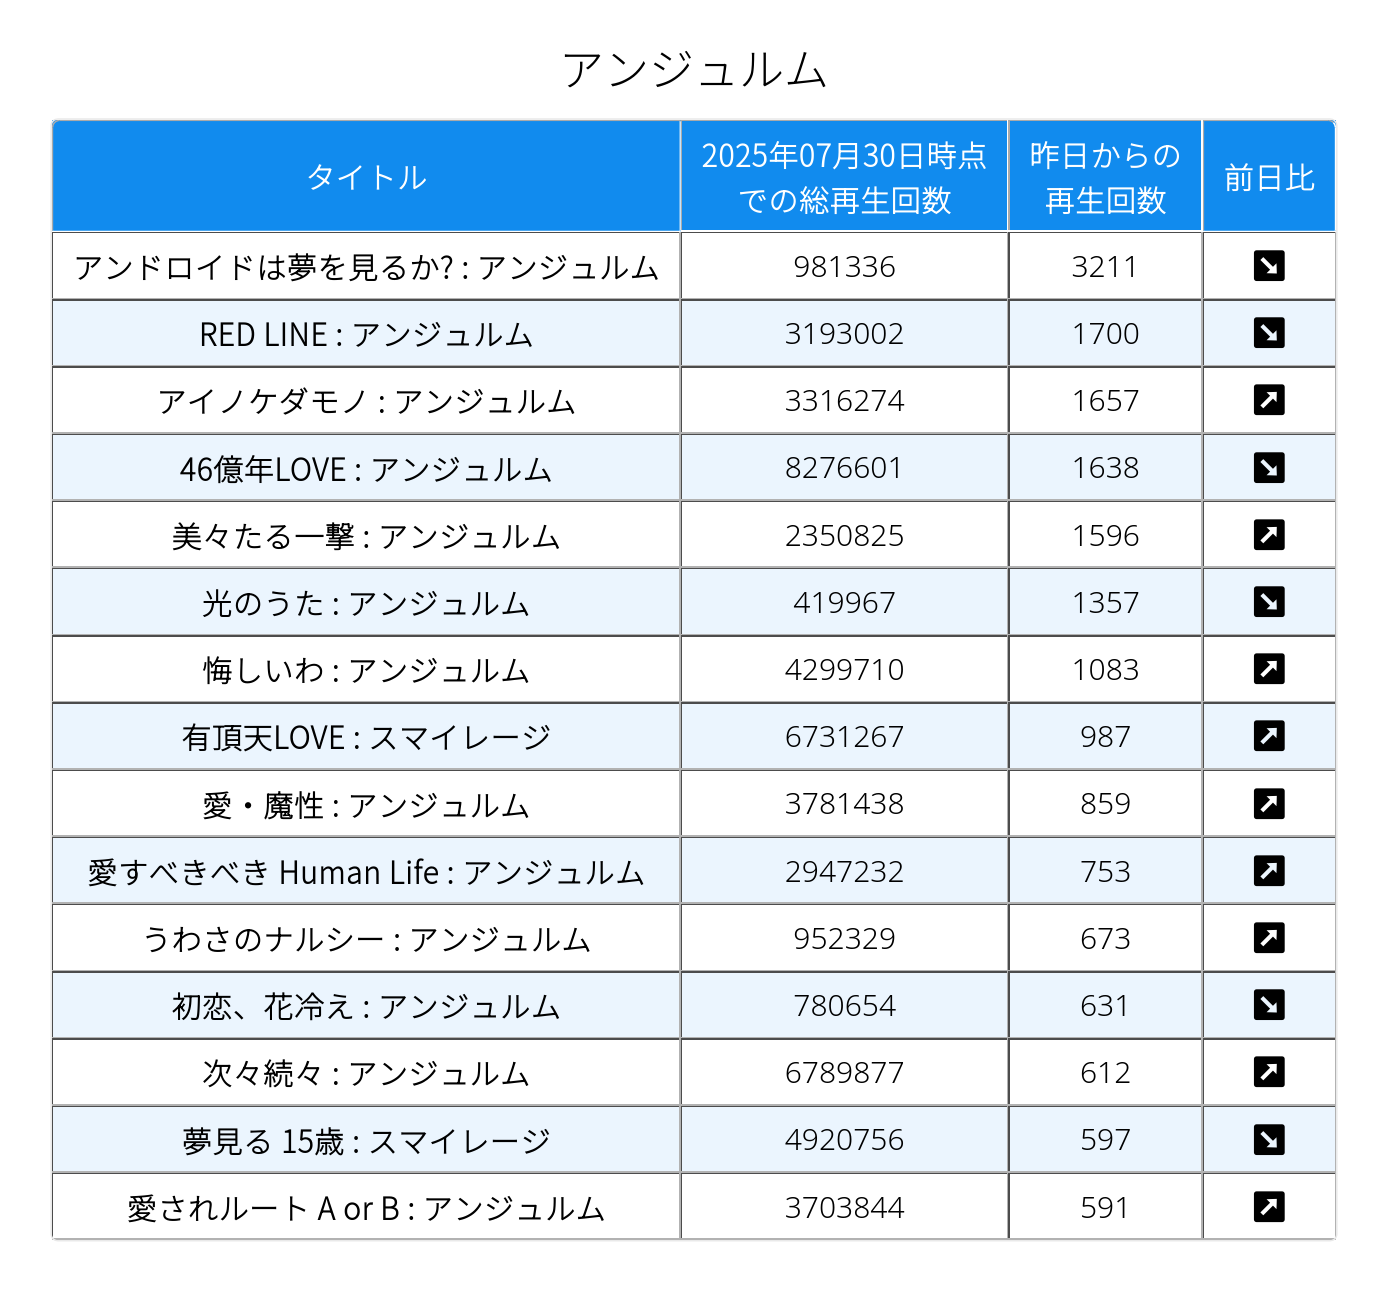 アンジュルム
タイトル 2025年07月30日時点での総再生回数 昨日からの再生回数 前日比
アンドロイドは夢を見るか? : アンジュルム 981336 3211 ↘
RED LINE : アンジュルム 3193002 1700 ↘
アイノケダモノ : アンジュルム 3316274 1657 ↗
46億年LOVE : アンジュルム 8276601 1638 ↘
美々たる一撃 : アンジュルム 2350825 1596 ↗
光のうた : アンジュルム 419967 1357 ↘
悔しいわ : アンジュルム 4299710 1083 ↗
有頂天LOVE : スマイレージ 6731267 987 ↗
愛・魔性 : アンジュルム 3781438 859 ↗
愛すべきべき Human Life : アンジュルム 2947232 753 ↗
うわさのナルシー : アンジュルム 952329 673 ↗
初恋、花冷え : アンジュルム 780654 631 ↘
次々続々 : アンジュルム 6789877 612 ↗
夢見る 15歳 : スマイレージ 4920756 597 ↘
愛されルート A or B : アンジュルム 3703844 591 ↗